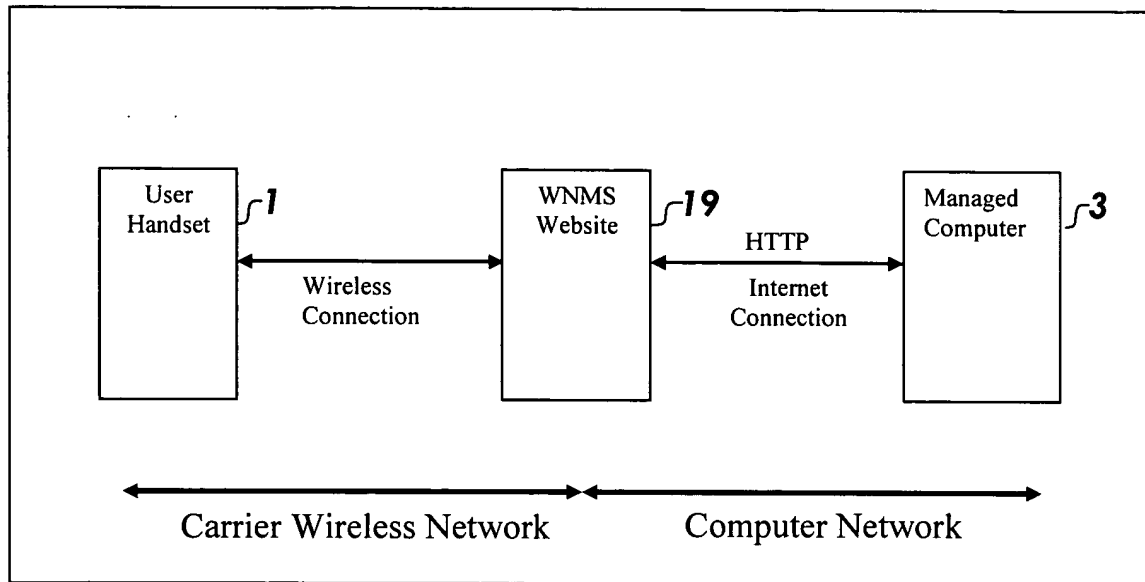 User
Handset
1
WNMS
Website
19
Managed
Computer
3
Wireless
Connection
HTTP
Internet
Connection
Carrier Wireless Network
Computer Network